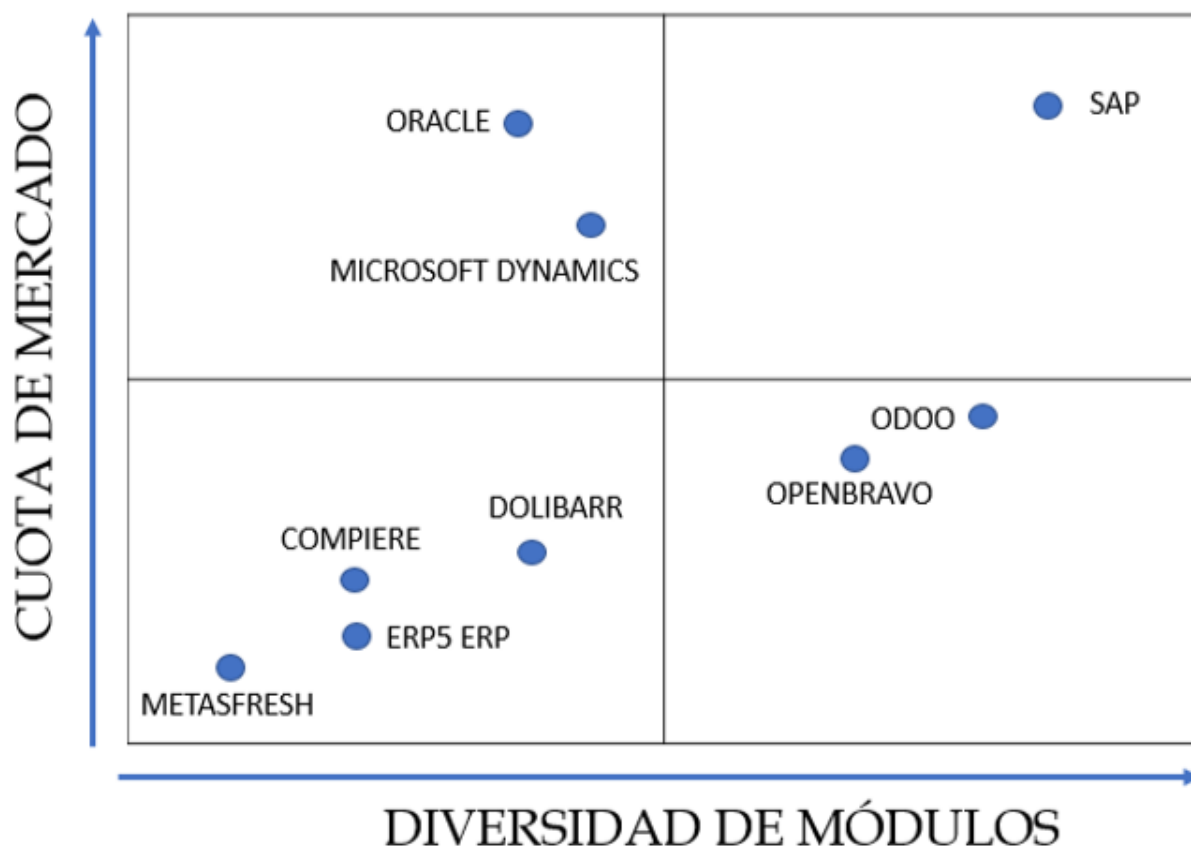 CUOTA DE MERCADO
ORACLE
SAP
MICROSOFT DYNAMICS
ODOO
OPENBRAVO
DOLIBARR
COMPIERE
ERP5 ERP
METASFRESH
DIVERSIDAD DE MÓDULOS